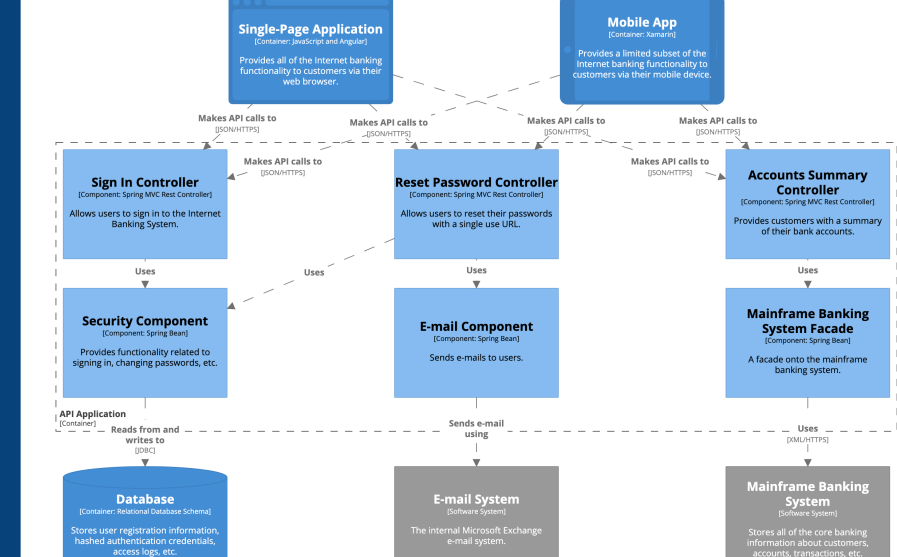 Single-Page Application
[Container: JavaScript and Angular]
Provides all of the Internet banking
functionality to customers via their
web browser.
Mobile App
[Container: Xamarin]
Provides a limited subset of the
Internet banking functionality to
customers via their mobile device.
Makes API calls to
[JSON/HTTPS]
Makes API calls to
[JSON/HTTPS]
Makes API calls to
[JSON/HTTPS]
Makes API calls to
[JSON/HTTPS]
Makes API calls to
[JSON/HTTPS]
Makes API calls to
[JSON/HTTPS]
Sign In Controller
[Component: Spring MVC Rest Controller]
Allows users to sign in to the Internet
Banking System.
Reset Password Controller
[Component: Spring MVC Rest Controller]
Allows users to reset their passwords
with a single use URL.
Accounts Summary
Controller
[Component: Spring MVC Rest Controller]
Provides customers with a summary
of their bank accounts.
Uses
Uses
Uses
Uses
Security Component
[Component: Spring Bean]
Provides functionality related to
signing in, changing passwords, etc.
E-mail Component
[Component: Spring Bean]
Sends e-mails to users.
Mainframe Banking
System Facade
[Component: Spring Bean]
A facade onto the mainframe
banking system.
API Application
[Container]
Reads from and
writes to
[JDBC]
Sends e-mail
using
Uses
[XML/HTTPS]
Database
[Container: Relational Database Schema]
Stores user registration information,
hashed authentication credentials,
access logs, etc.
E-mail System
[Software System]
The internal Microsoft Exchange
e-mail system.
Mainframe Banking
System
[Software System]
Stores all of the core banking
information about customers,
accounts, transactions, etc.